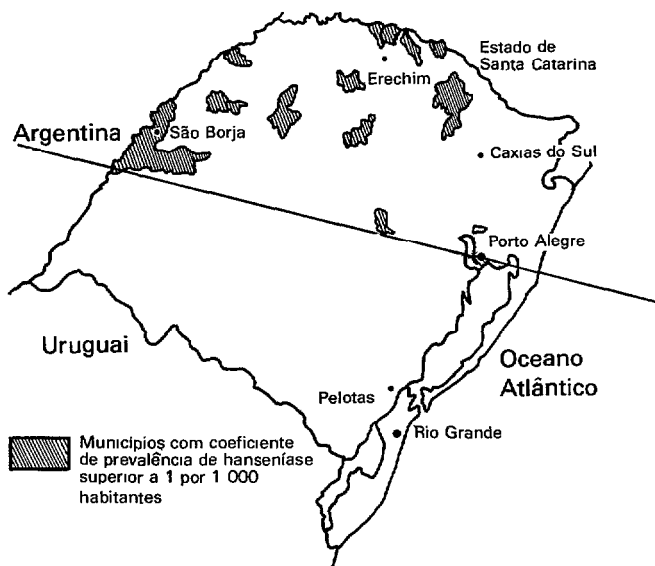 Estado de
Santa Catarina
Erechim
Argentina
São Borja
Caxias do Sul
Porto Alegre
Uruguai
Oceano
Atlântico
Pelotas
Rio Grande
Municípios com coeficiente
de prevalência de hanseníase
superior a 1 por 1 000
habitantes